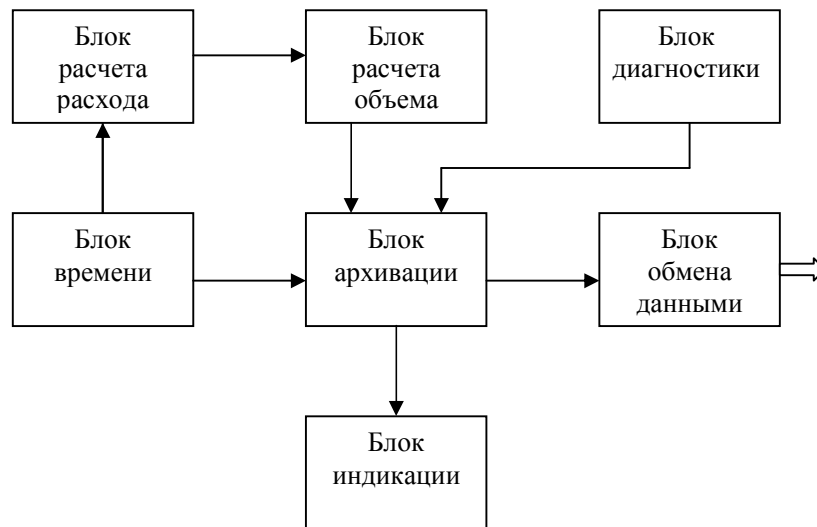 Блок
расчета
расхода
Блок
расчета
объема
Блок
диагностики
Блок
времени
Блок
архивации
Блок
обмена
данными
Блок
индикации